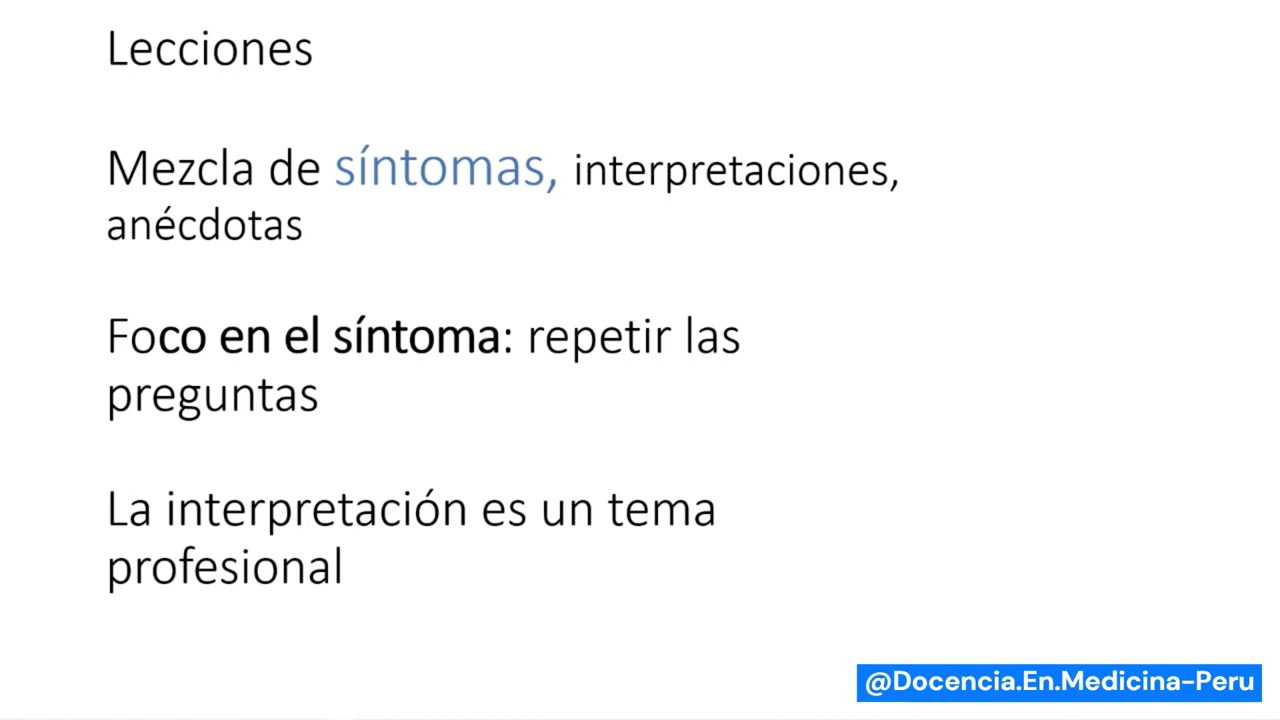 Lecciones
Mezcla de síntomas, interpretaciones,
anécdotas
Foco en el síntoma: repetir las
preguntas
La interpretación es un tema
profesional
@Docencia.En.Medicina-Peru